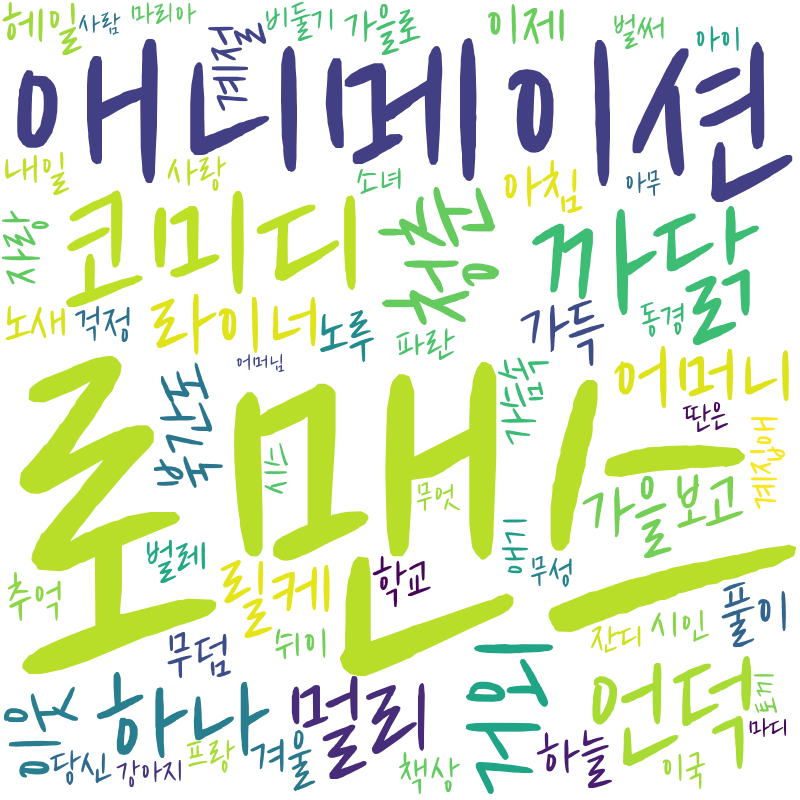 헤일 사람 마리아 계절 비둘기 가을로 이제 벌써 아이
애니메이션
내일 사랑 소녀 아침 아무
자랑 코미디 청춘 까닭
노새 걱정 라이너 노루 파란 가득 동경
어머님 어머니
로맨스
북간도 시스 가슴속 딴은 계집애
무엇 가을 보고
벌레 애기 무성
추억 릴케 학교 풀이
무덤 쉬이 잔디 시인
이웃 하나 멀리 거외 언덕 토끼
당신 강아지 프랑 겨울 책상 하늘 이국 마디